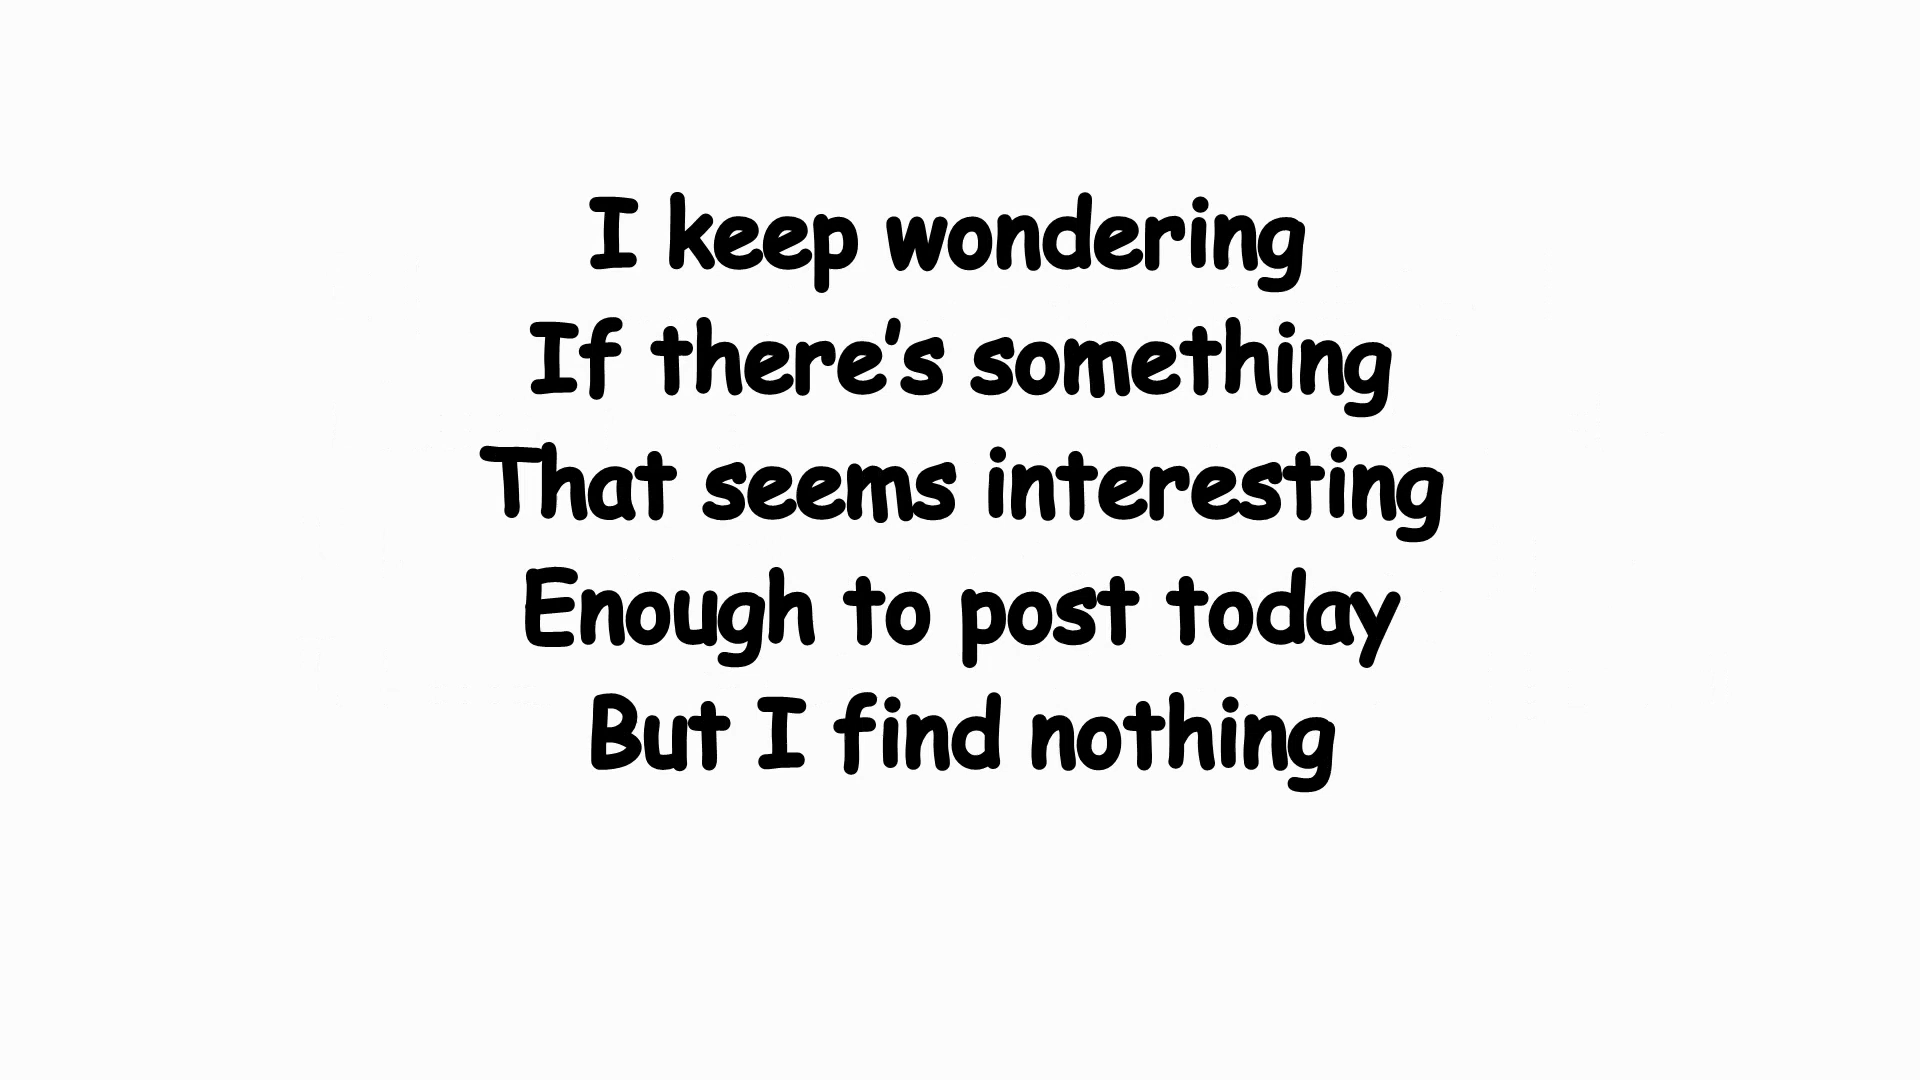 I keep wondering
If there's something
That seems interesting
Enough to post today
But I find nothing